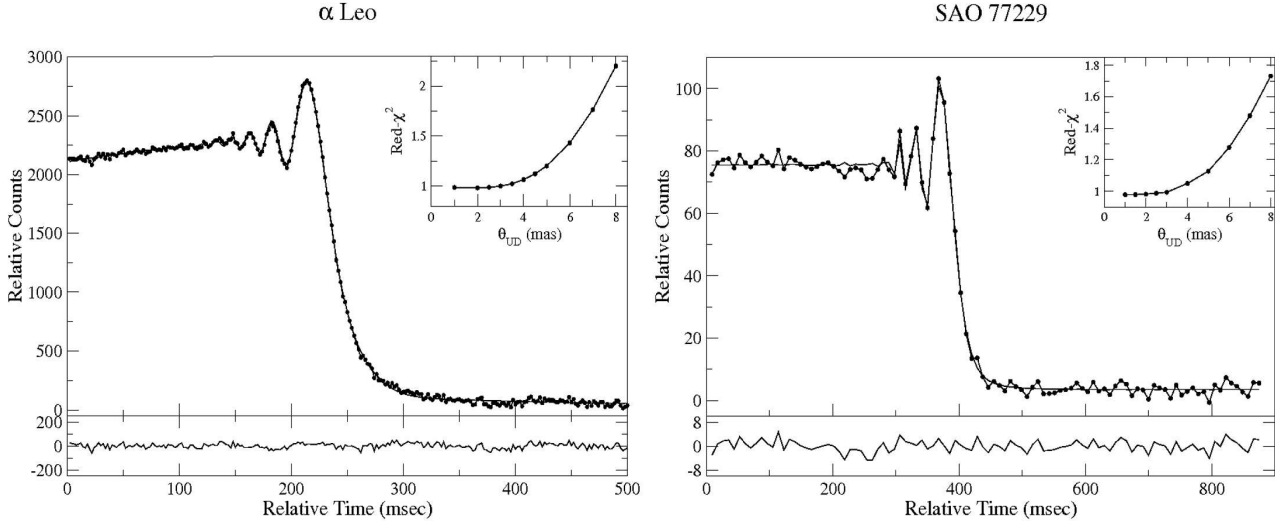 α Leo
SAO 77229
3000
2500
2000
1500
1000
500
0
Relative Counts
200
0
-200
0 100 200 300 400 500
Relative Time (msec)
2
1.5
1
Red-χ²
0 2 4 6 8
θUD (mas)
100
80
60
40
20
0
Relative Counts
8
0
-8
0 200 400 600 800
Relative Time (msec)
1.8
1.6
1.4
1.2
1
Red-χ²
0 2 4 6 8
θUD (mas)